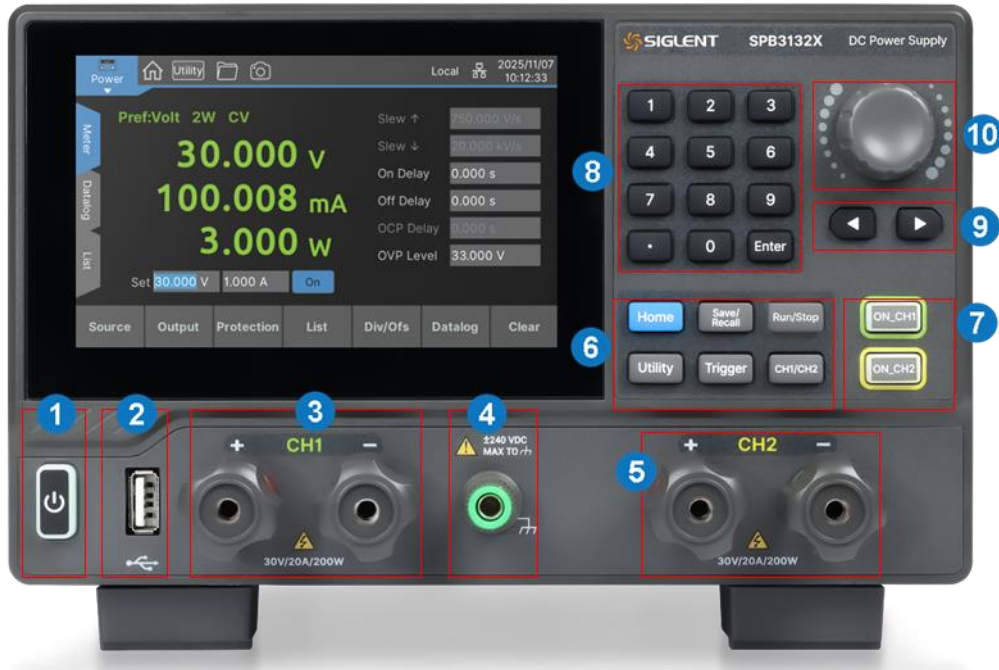 SIGLENT SPB3132X DC Power Supply
Power Utility Local 2025/11/07
10:12:33
Meter
Datalog
List
Pref:Volt 2W CV
30.000 V
100.008 mA
3.000 W
Set 30.000 V 1.000 A On
Slew ↑ 750.000 V/s
Slew ↓ 20.000 kV/s
On Delay 0.000 s
Off Delay 0.000 s
OCP Delay 0.000 s
OVP Level 33.000 V
Source Output Protection List Div/Ofs Datalog Clear
1 2 3
4 5 6
7 8 9
. 0 Enter
8
10
9
Home Save/Recall Run/Stop
Utility Trigger CH1/CH2
6
ON_CH1
ON_CH2
7
1
2
3
+ CH1 −
30V/20A/200W
4
±240 VDC
MAX TO
5
+ CH2 −
30V/20A/200W